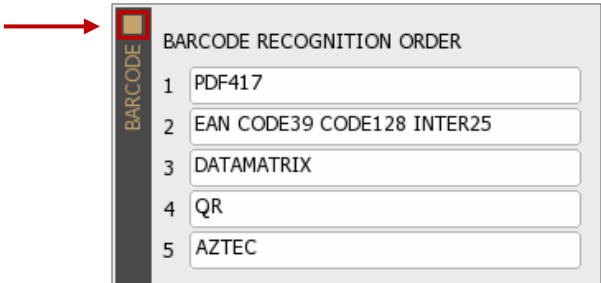 BARCODE
BARCODE RECOGNITION ORDER
1 PDF417
2 EAN CODE39 CODE128 INTER25
3 DATAMATRIX
4 QR
5 AZTEC